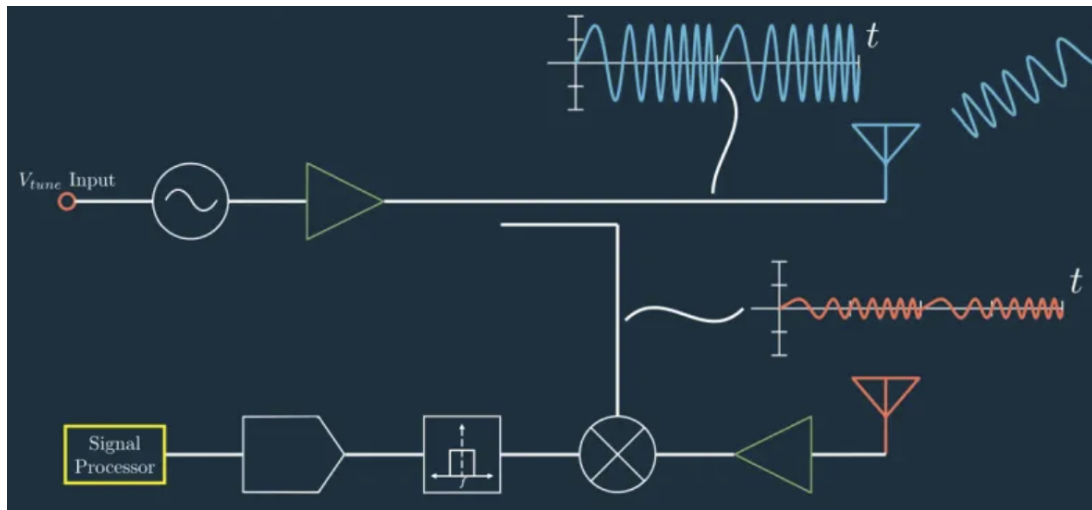 t
V_tune Input
t
Signal
Processor
f